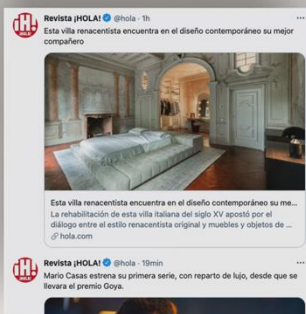 ¡H!
HOLA
Revista ¡HOLA! @hola · 1h
Esta villa renacentista encuentra en el diseño contemporáneo su mejor
compañero
Esta villa renacentista encuentra en el diseño contemporáneo su me...
La rehabilitación de esta villa italiana del siglo XV apostó por el
diálogo entre el estilo renacentista original y muebles y objetos de ...
hola.com
¡H!
HOLA
Revista ¡HOLA! @hola · 19min
Mario Casas estrena su primera serie, con reparto de lujo, desde que se
llevara el premio Goya.